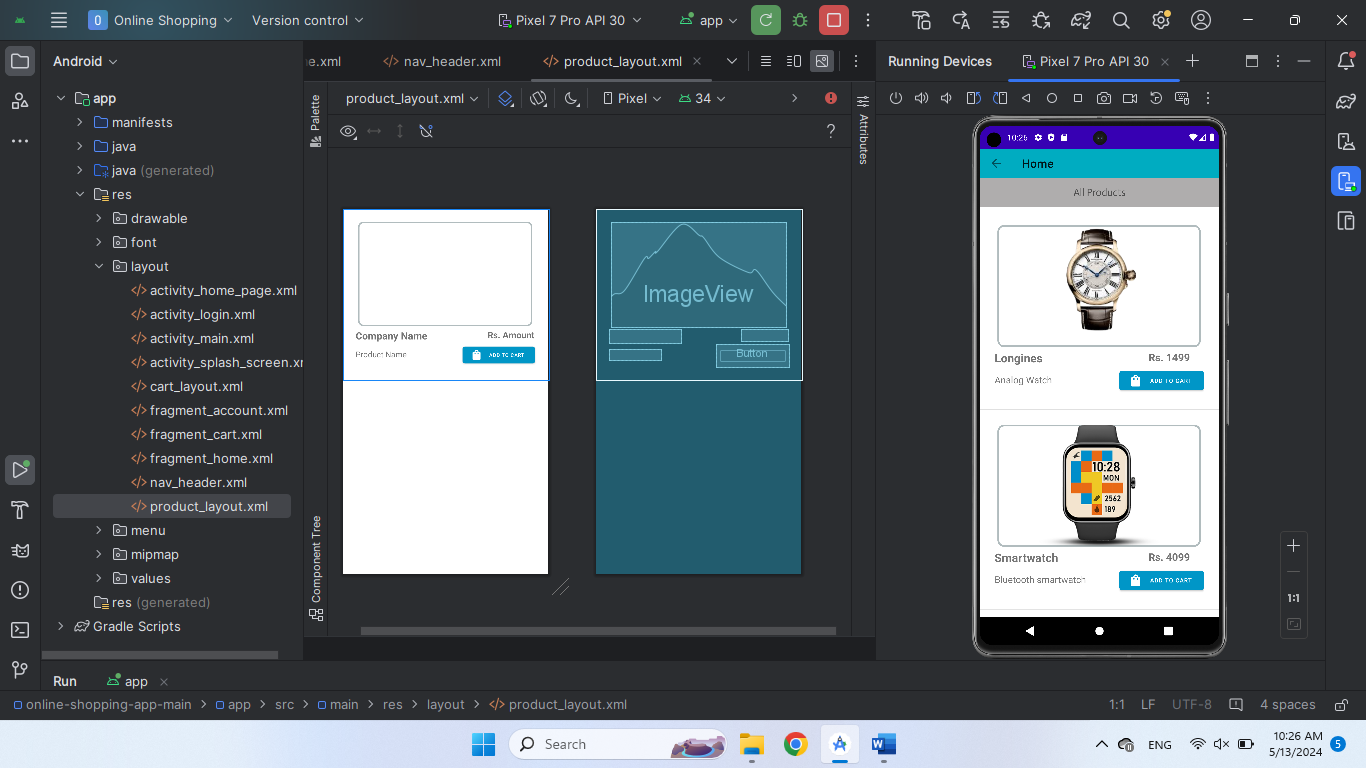 O Online Shopping Version control Pixel 7 Pro API 30 app
Android
e.xml nav_header.xml product_layout.xml
Running Devices Pixel 7 Pro API 30
product_layout.xml Pixel 34
?
Palette
Component Tree
Attributes
app
manifests
java
java (generated)
res
drawable
font
layout
activity_home_page.xml
activity_login.xml
activity_main.xml
activity_splash_screen.xr
cart_layout.xml
fragment_account.xml
fragment_cart.xml
fragment_home.xml
nav_header.xml
product_layout.xml
menu
mipmap
values
res (generated)
Gradle Scripts
Company Name Rs. Amount
Product Name ADD TO CART
ImageView
Button
10:26
Home
All Products
Longines Rs. 1499
Analog Watch ADD TO CART
10:28
MON
2562
189
Smartwatch Rs. 4099
Bluetooth smartwatch ADD TO CART
1:1
Run app
online-shopping-app-main app src main res layout product_layout.xml 1:1 LF UTF-8 4 spaces
Search ENG 10:26 AM
5/13/2024 5